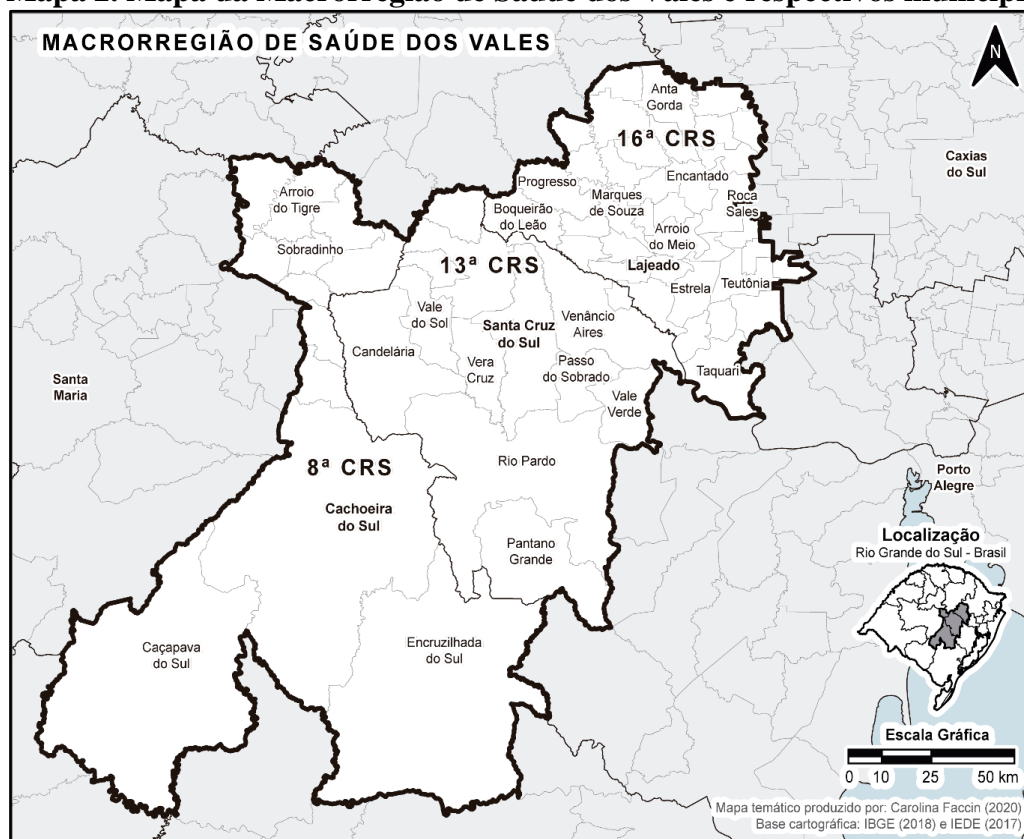 MACRORREGIÃO DE SAÚDE DOS VALES
N
Anta
Gorda
16ª CRS
Caxias
do Sul
Encantado
Progresso
Marques
de Souza
Roca
Sales
Arroio
do Tigre
Boqueirão
do Leão
Arroio
do Meio
Sobradinho
13ª CRS
Lajeado
Teutônia
Estrela
Vale
do Sol
Santa Cruz
do Sul
Venâncio
Aires
Candelária
Vera
Cruz
Passo
do Sobrado
Taquari
Santa
Maria
Vale
Verde
8ª CRS
Rio Pardo
Porto
Alegre
Cachoeira
do Sul
Localização
Rio Grande do Sul - Brasil
Pantano
Grande
Caçapava
do Sul
Encruzilhada
do Sul
Escala Gráfica
0 10 25 50 km
Mapa temático produzido por: Carolina Faccin (2020)
Base cartográfica: IBGE (2018) e IEDE (2017)